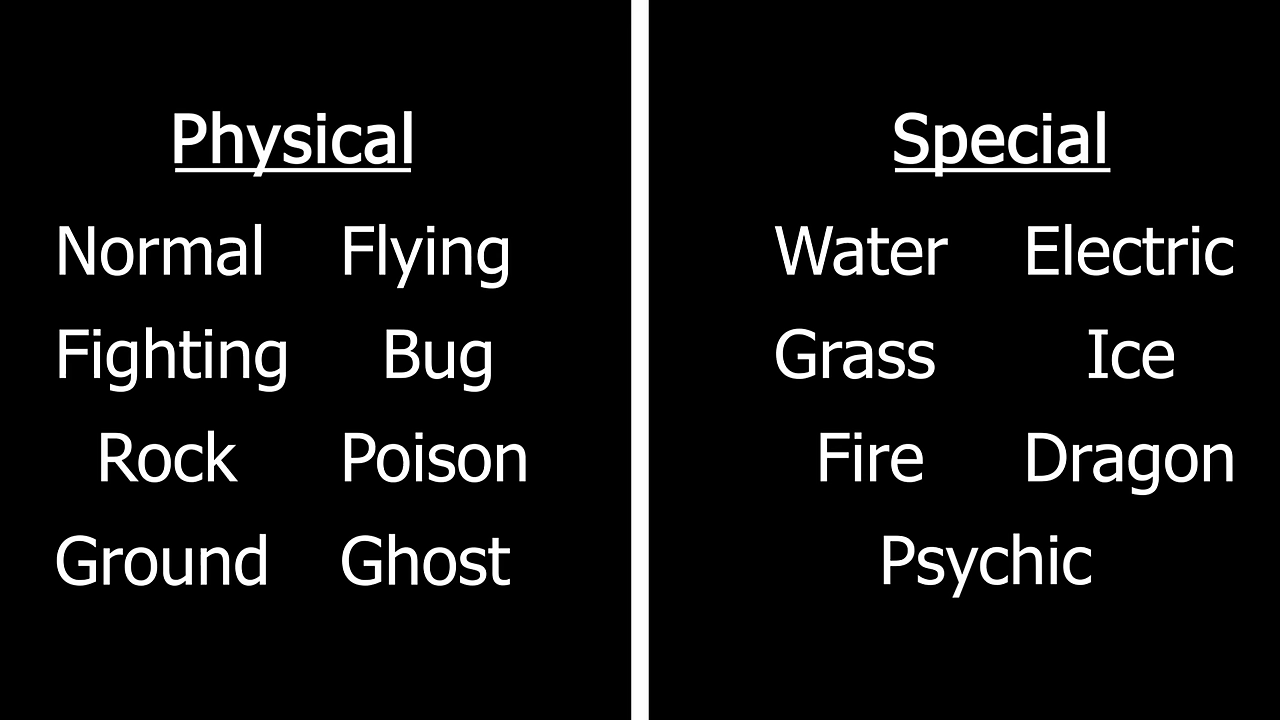 Physical
Normal Flying
Fighting Bug
Rock Poison
Ground Ghost
Special
Water Electric
Grass Ice
Fire Dragon
Psychic